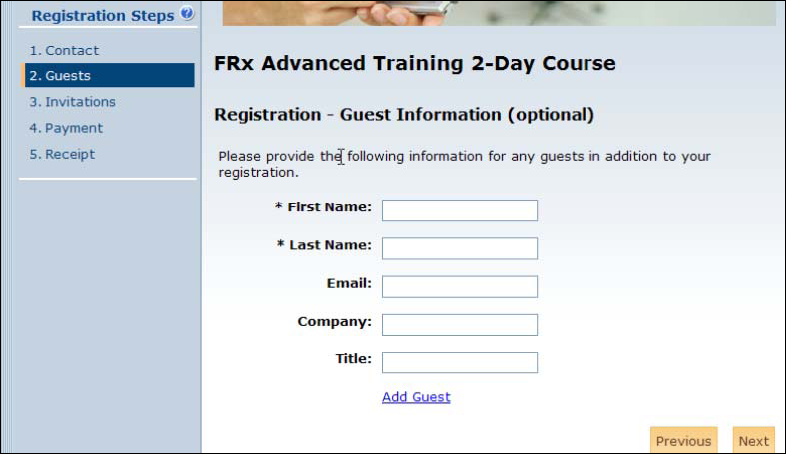 Registration Steps ?
1. Contact
2. Guests
3. Invitations
4. Payment
5. Receipt
FRx Advanced Training 2-Day Course
Registration - Guest Information (optional)
Please provide the following information for any guests in addition to your
registration.
* First Name:
* Last Name:
Email:
Company:
Title:
Add Guest
Previous Next